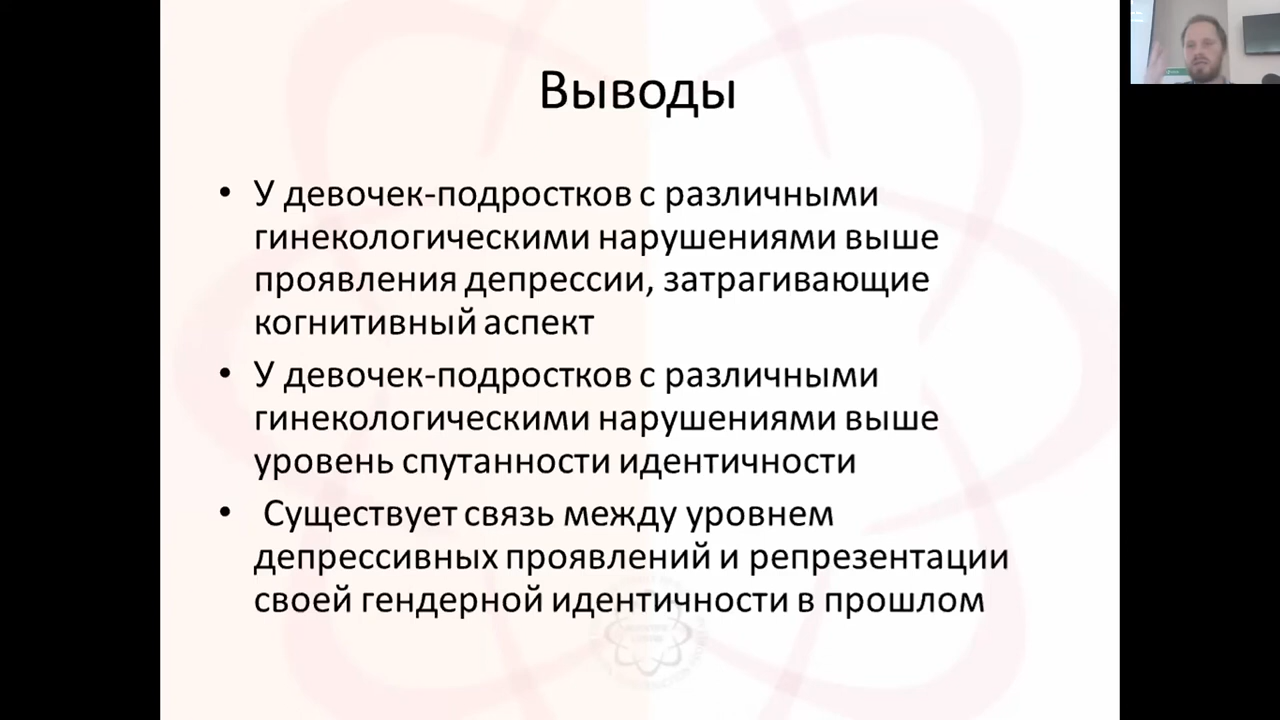 Выводы
• У девочек-подростков с различными
гинекологическими нарушениями выше
проявления депрессии, затрагивающие
когнитивный аспект
• У девочек-подростков с различными
гинекологическими нарушениями выше
уровень спутанности идентичности
• Существует связь между уровнем
депрессивных проявлений и репрезентации
своей гендерной идентичности в прошлом